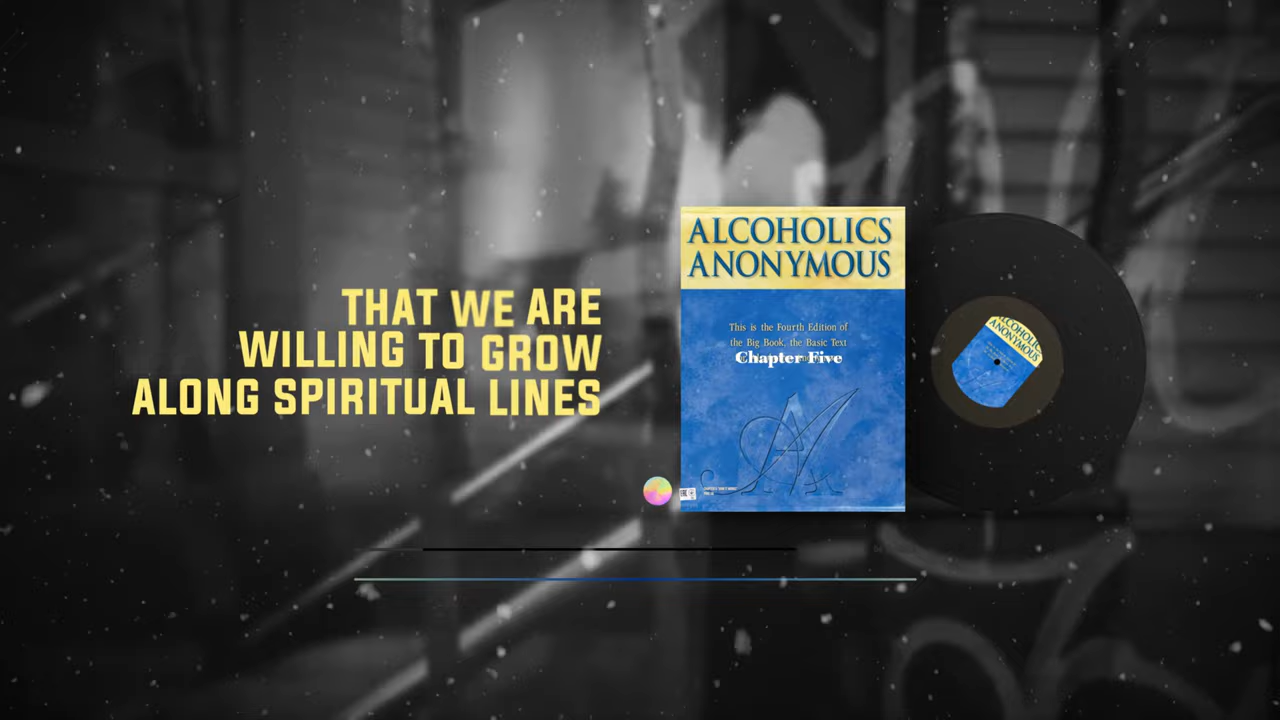 THAT WE ARE
WILLING TO GROW
ALONG SPIRITUAL LINES
ALCOHOLICS
ANONYMOUS
This is the Fourth Edition of
the Big Book, the Basic Text
Chapter Five
ALCOHOLICS
ANONYMOUS